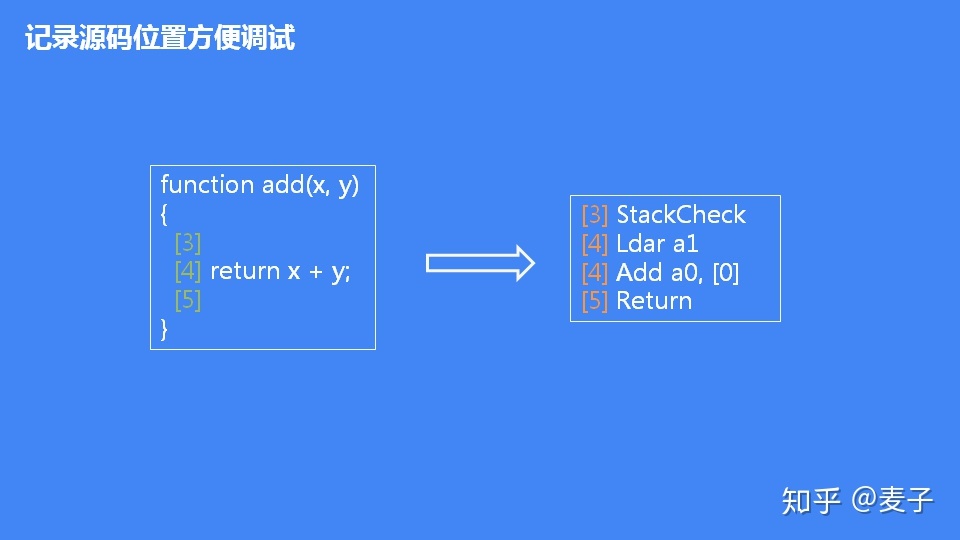 记录源码位置方便调试
function add(x, y)
{
[3]
[4] return x + y;
[5]
}
[3] StackCheck
[4] Ldar a1
[4] Add a0, [0]
[5] Return
知乎 @麦子